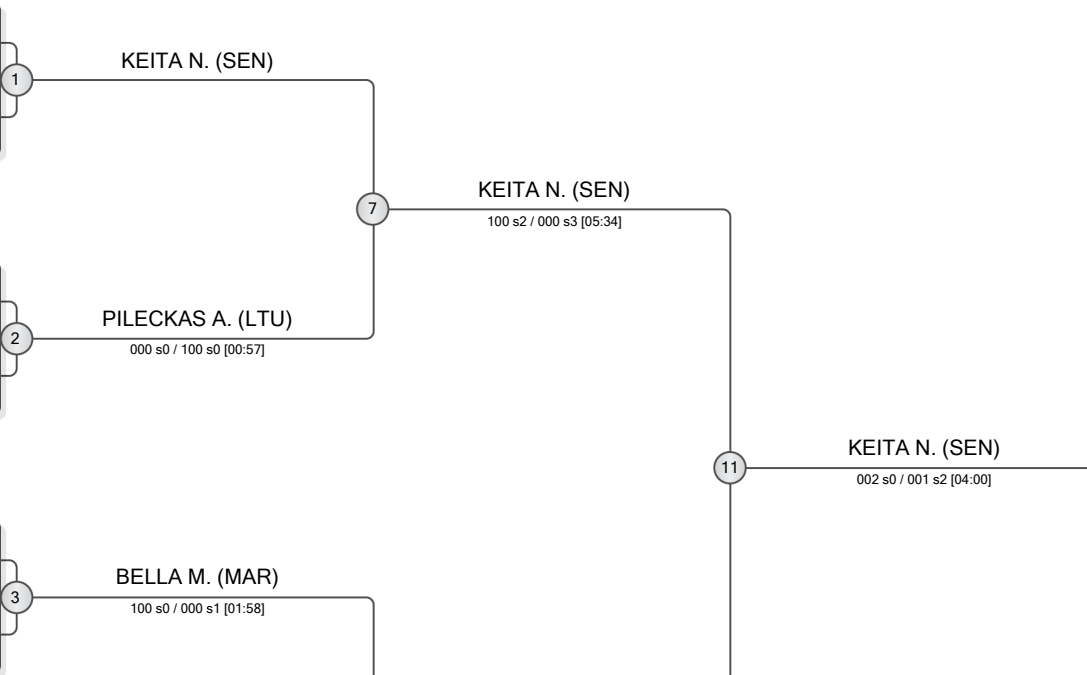 KEITA N. (SEN)
1
KEITA N. (SEN)
7
100 s2 / 000 s3 [05:34]
PILECKAS A. (LTU)
2
000 s0 / 100 s0 [00:57]
KEITA N. (SEN)
11
002 s0 / 001 s2 [04:00]
BELLA M. (MAR)
3
100 s0 / 000 s1 [01:58]